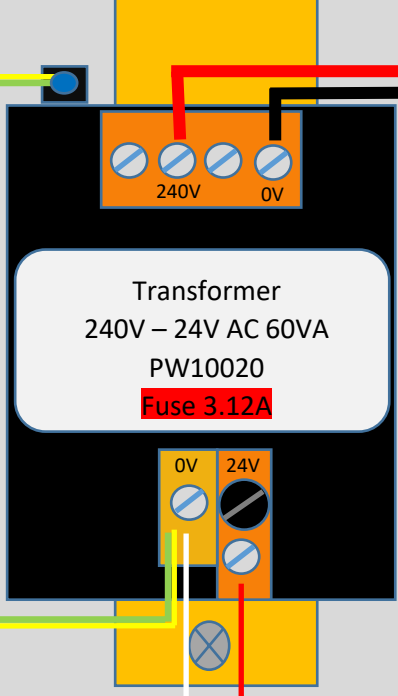 240V
0V
Transformer
240V – 24V AC 60VA
PW10020
Fuse 3.12A
0V 24V